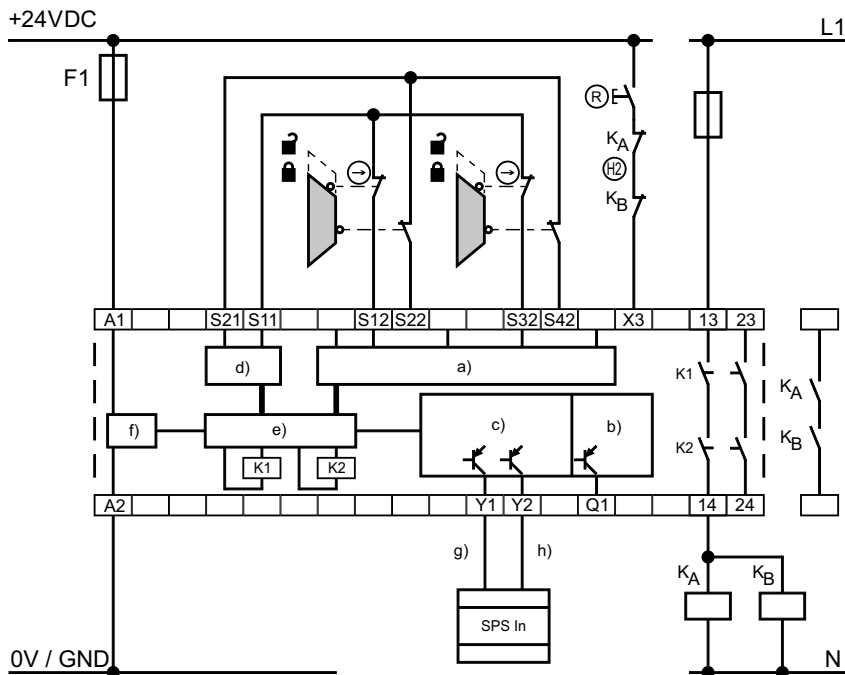 +24VDC
L1
F1
R
KA
H2
KB
A1 S21 S11 S12 S22 S32 S42 X3 13 23
d) a)
K1
KA
f) e) c) b)
K2
KB
K1 K2
A2 Y1 Y2 Q1 14 24
g) h)
KA KB
SPS In
0V / GND
N